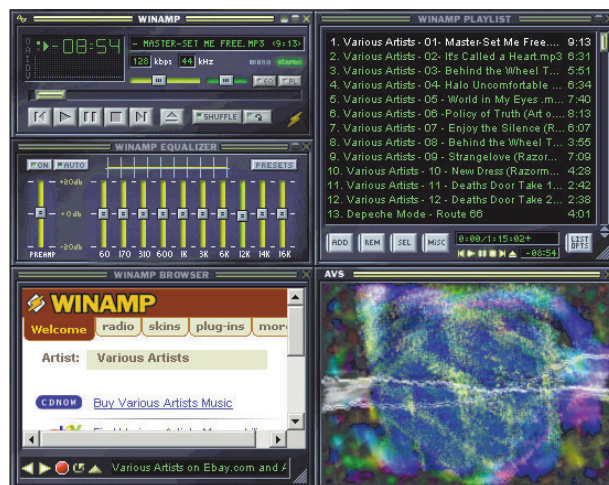 WINAMP
O
A
I
D
V
-08:54
- MASTER-SET ME FREE.MP3 <9:13>
128 kbps 44 kHz mono stereo
EQ PL
SHUFFLE
WINAMP EQUALIZER
ON AUTO PRESETS
+20db
+0db
-20db
PREAMP 60 170 310 600 1K 3K 6K 12K 14K 16K
WINAMP BROWSER
WINAMP
Welcome radio skins plug-ins mor
Artist: Various Artists
CDNOW Buy Various Artists Music
Various Artists on Ebay.com and A
WINAMP PLAYLIST
1. Various Artists - 01- Master-Set Me Free.... 9:13
2. Various Artists - 02- It's Called a Heart.mp3 6:31
3. Various Artists - 03- Behind the Wheel T... 5:51
4. Various Artists - 04- Halo Uncomfortable ... 6:34
5. Various Artists - 05 - World in My Eyes .m... 7:40
6. Various Artists - 06 -Policy of Truth (Art o... 8:13
7. Various Artists - 07 - Enjoy the Silence (R... 6:07
8. Various Artists - 08 - Behind the Wheel T... 3:55
9. Various Artists - 09 - Strangelove (Razor... 7:09
10. Various Artists - 10 - New Dress (Razorm... 4:28
11. Various Artists - 11 - Deaths Door Take 1... 2:42
12. Various Artists - 12 - Deaths Door Take 2... 2:38
13. Depeche Mode - Route 66 4:01
ADD REM SEL MISC 0:00/1:15:02+ LIST OPTS
-08:54
AVS